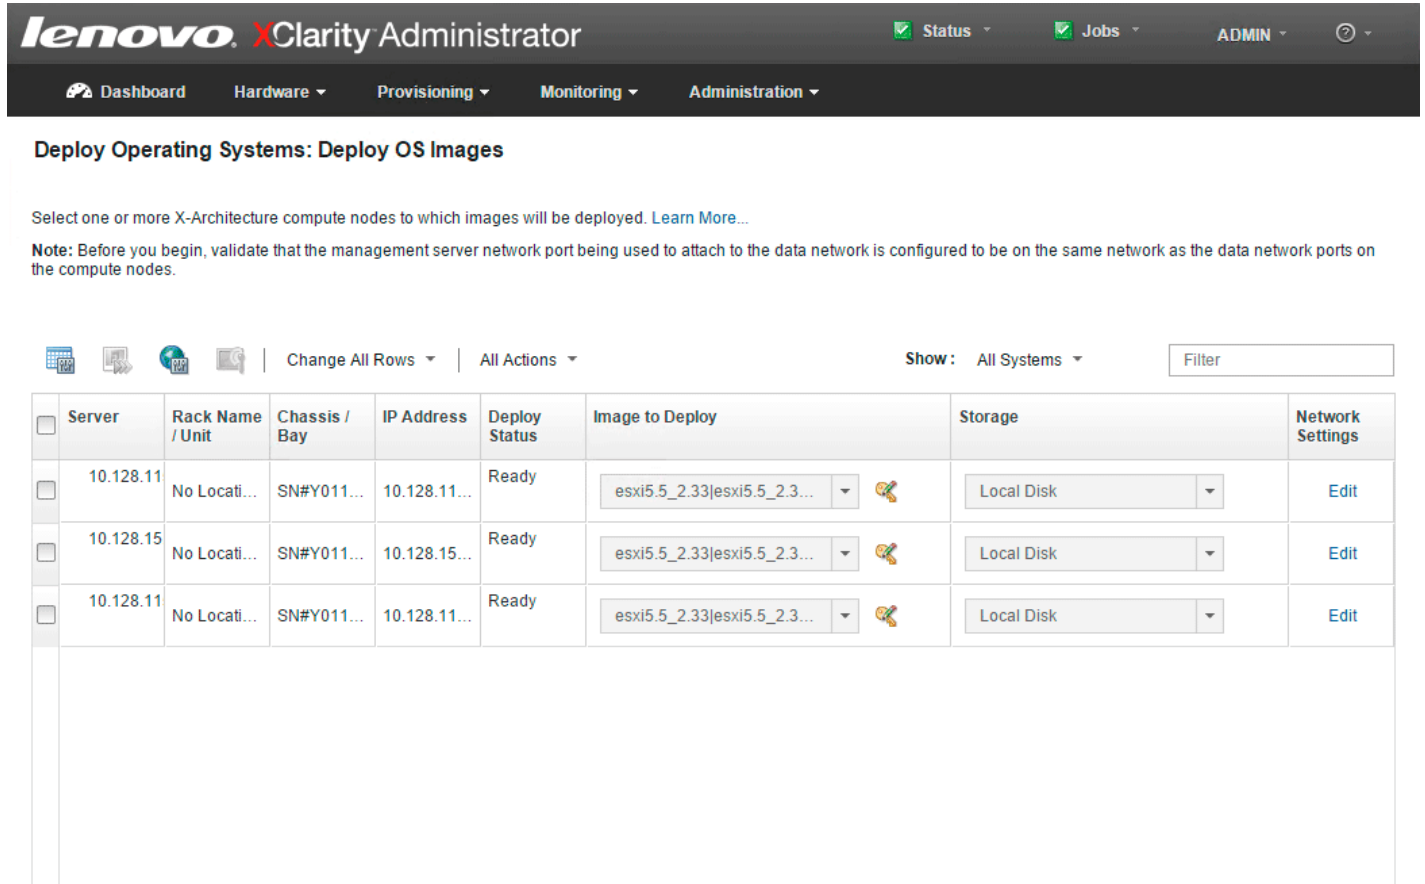 lenovo. XClarity Administrator Status Jobs ADMIN
Dashboard Hardware Provisioning Monitoring Administration
Deploy Operating Systems: Deploy OS Images
Select one or more X-Architecture compute nodes to which images will be deployed. Learn More...
Note: Before you begin, validate that the management server network port being used to attach to the data network is configured to be on the same network as the data network ports on
the compute nodes.
Change All Rows All Actions Show: All Systems Filter
Server Rack Name / Unit Chassis / Bay IP Address Deploy Status Image to Deploy Storage Network Settings
10.128.11 No Locati... SN#Y011... 10.128.11... Ready esxi5.5_2.33|esxi5.5_2.3... Local Disk Edit
10.128.15 No Locati... SN#Y011... 10.128.15... Ready esxi5.5_2.33|esxi5.5_2.3... Local Disk Edit
10.128.11 No Locati... SN#Y011... 10.128.11... Ready esxi5.5_2.33|esxi5.5_2.3... Local Disk Edit